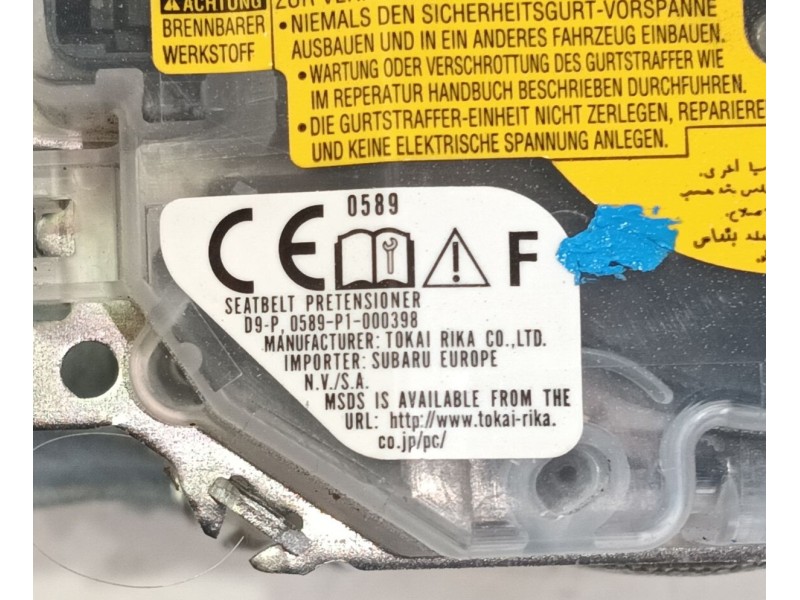 ACHTUNG
BRENNBARER
WERKSTOFF
• NIEMALS DEN SICHERHEITSGURT-VORSPANNE
AUSBAUEN UND IN EIN ANDERES FAHRZEUG EINBAUEN.
• WARTUNG ODER VERSCHROTTUNG DES GURTSTRAFFER WIE
IM REPERATUR HANDBUCH BESCHRIEBEN DURCHFUHREN.
• DIE GURTSTRAFFER-EINHEIT NICHT ZERLEGEN, REPARIERE
UND KEINE ELEKTRISCHE SPANNUNG ANLEGEN.
0589
CE F
SEATBELT PRETENSIONER
D9-P, 0589-P1-000398
MANUFACTURER: TOKAI RIKA CO.,LTD.
IMPORTER: SUBARU EUROPE
N.V./S.A.
MSDS IS AVAILABLE FROM THE
URL: http://www.tokai-rika.
co.jp/pc/